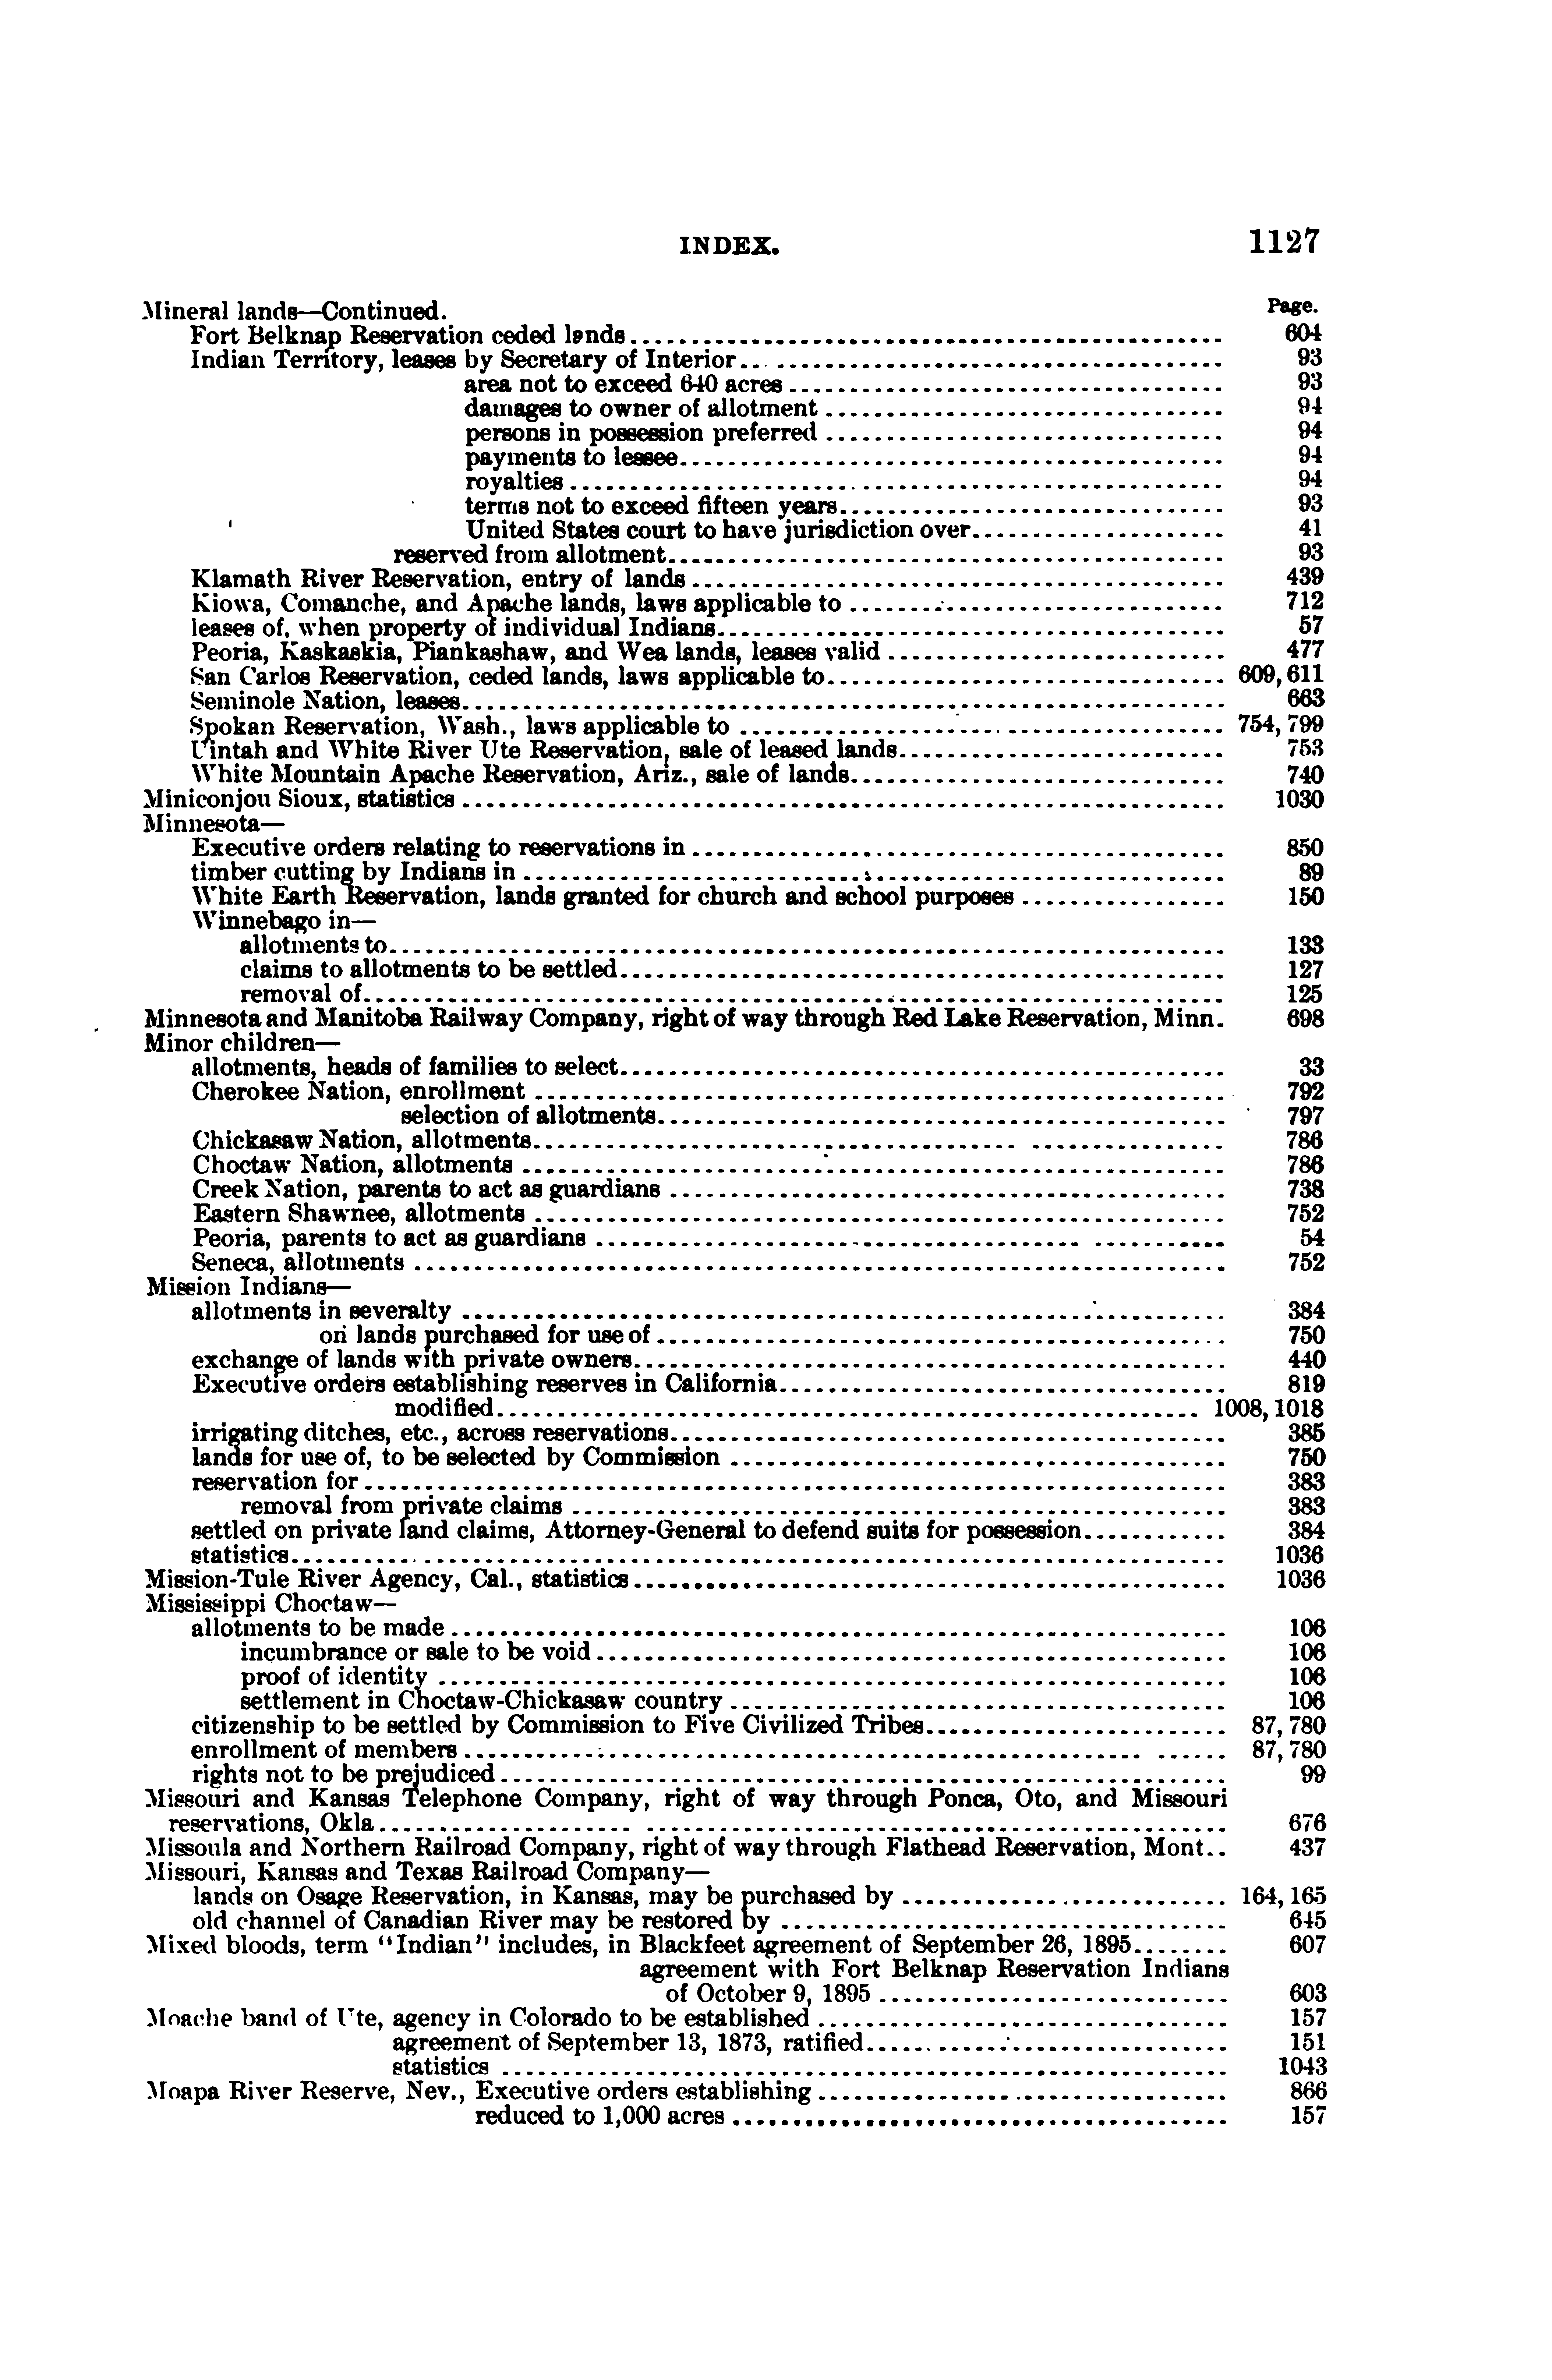 INDEX. 1127
Mineral lands—Continued. Page.
Fort Belknap Reservation ceded lands 604
Indian Territory, leases by Secretary of Interior 93
area not to exceed 640 acres 93
damages to owner of allotment 94
persons in possession preferred 94
payments to lessee 94
royalties 94
terms not to exceed fifteen years 93
United States court to have jurisdiction over 41
reserved from allotment 93
Klamath River Reservation, entry of lands 439
Kiowa, Comanche, and Apache lands, laws applicable to 712
leases of, when property of individual Indians 57
Peoria, Kaskaskia, Piankashaw, and Wea lands, leases valid 477
San Carlos Reservation, ceded lands, laws applicable to 609, 611
Seminole Nation, leases 663
Spokan Reservation, Wash., laws applicable to 754, 799
Uintah and White River Ute Reservation, sale of leased lands 753
White Mountain Apache Reservation, Ariz., sale of lands 740
Miniconjou Sioux, statistics 1030
Minnesota—
Executive orders relating to reservations in 850
timber cutting by Indians in 89
White Earth Reservation, lands granted for church and school purposes 150
Winnebago in—
allotments to 133
claims to allotments to be settled 127
removal of 125
Minnesota and Manitoba Railway Company, right of way through Red Lake Reservation, Minn. 698
Minor children—
allotments, heads of families to select 33
Cherokee Nation, enrollment 792
selection of allotments 797
Chickasaw Nation, allotments 786
Choctaw Nation, allotments 786
Creek Nation, parents to act as guardians 738
Eastern Shawnee, allotments 752
Peoria, parents to act as guardians 54
Seneca, allotments 752
Mission Indians—
allotments in severalty 384
on lands purchased for use of 750
exchange of lands with private owners 440
Executive orders establishing reserves in California 819
modified 1008, 1018
irrigating ditches, etc., across reservations 385
lands for use of, to be selected by Commission 750
reservation for 383
removal from private claims 383
settled on private land claims, Attorney-General to defend suits for possession 384
statistics 1036
Mission-Tule River Agency, Cal., statistics 1036
Mississippi Choctaw—
allotments to be made 106
incumbrance or sale to be void 106
proof of identity 106
settlement in Choctaw-Chickasaw country 106
citizenship to be settled by Commission to Five Civilized Tribes 87, 780
enrollment of members 87, 780
rights not to be prejudiced 99
Missouri and Kansas Telephone Company, right of way through Ponca, Oto, and Missouri
reservations, Okla 676
Missoula and Northern Railroad Company, right of way through Flathead Reservation, Mont.. 437
Missouri, Kansas and Texas Railroad Company—
lands on Osage Reservation, in Kansas, may be purchased by 164, 165
old channel of Canadian River may be restored by 645
Mixed bloods, term "Indian" includes, in Blackfeet agreement of September 26, 1895 607
agreement with Fort Belknap Reservation Indians
of October 9, 1895 603
Moache band of Ute, agency in Colorado to be established 157
agreement of September 13, 1873, ratified 151
statistics 1043
Moapa River Reserve, Nev., Executive orders establishing 866
reduced to 1,000 acres 157